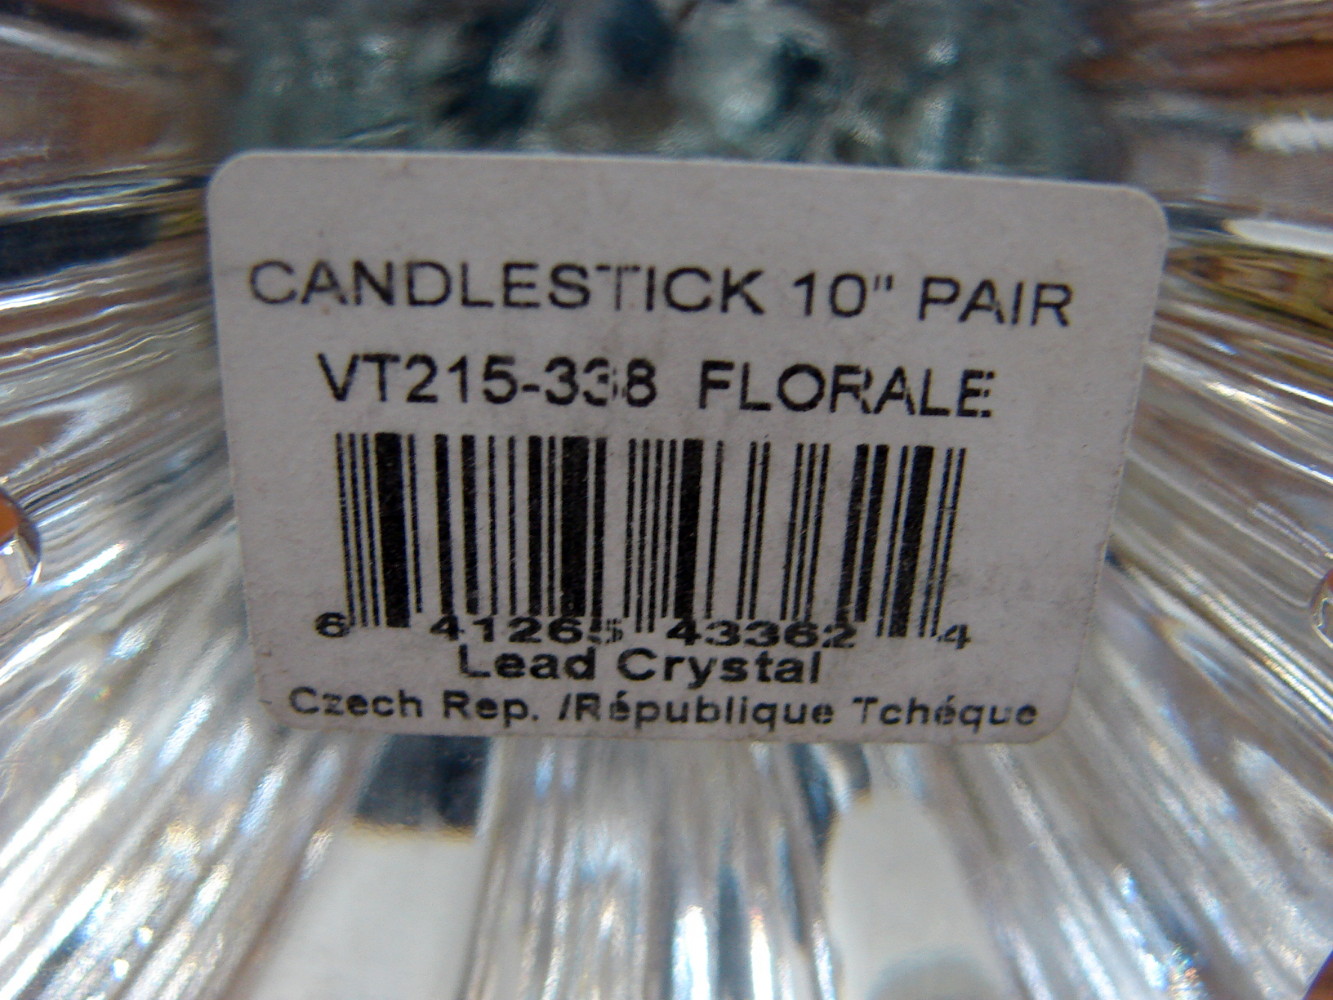 CANDLESTICK 10" PAIR
VT215-338 FLORALE
6 41265 43362 4
Lead Crystal
Czech Rep. /République Tchéque